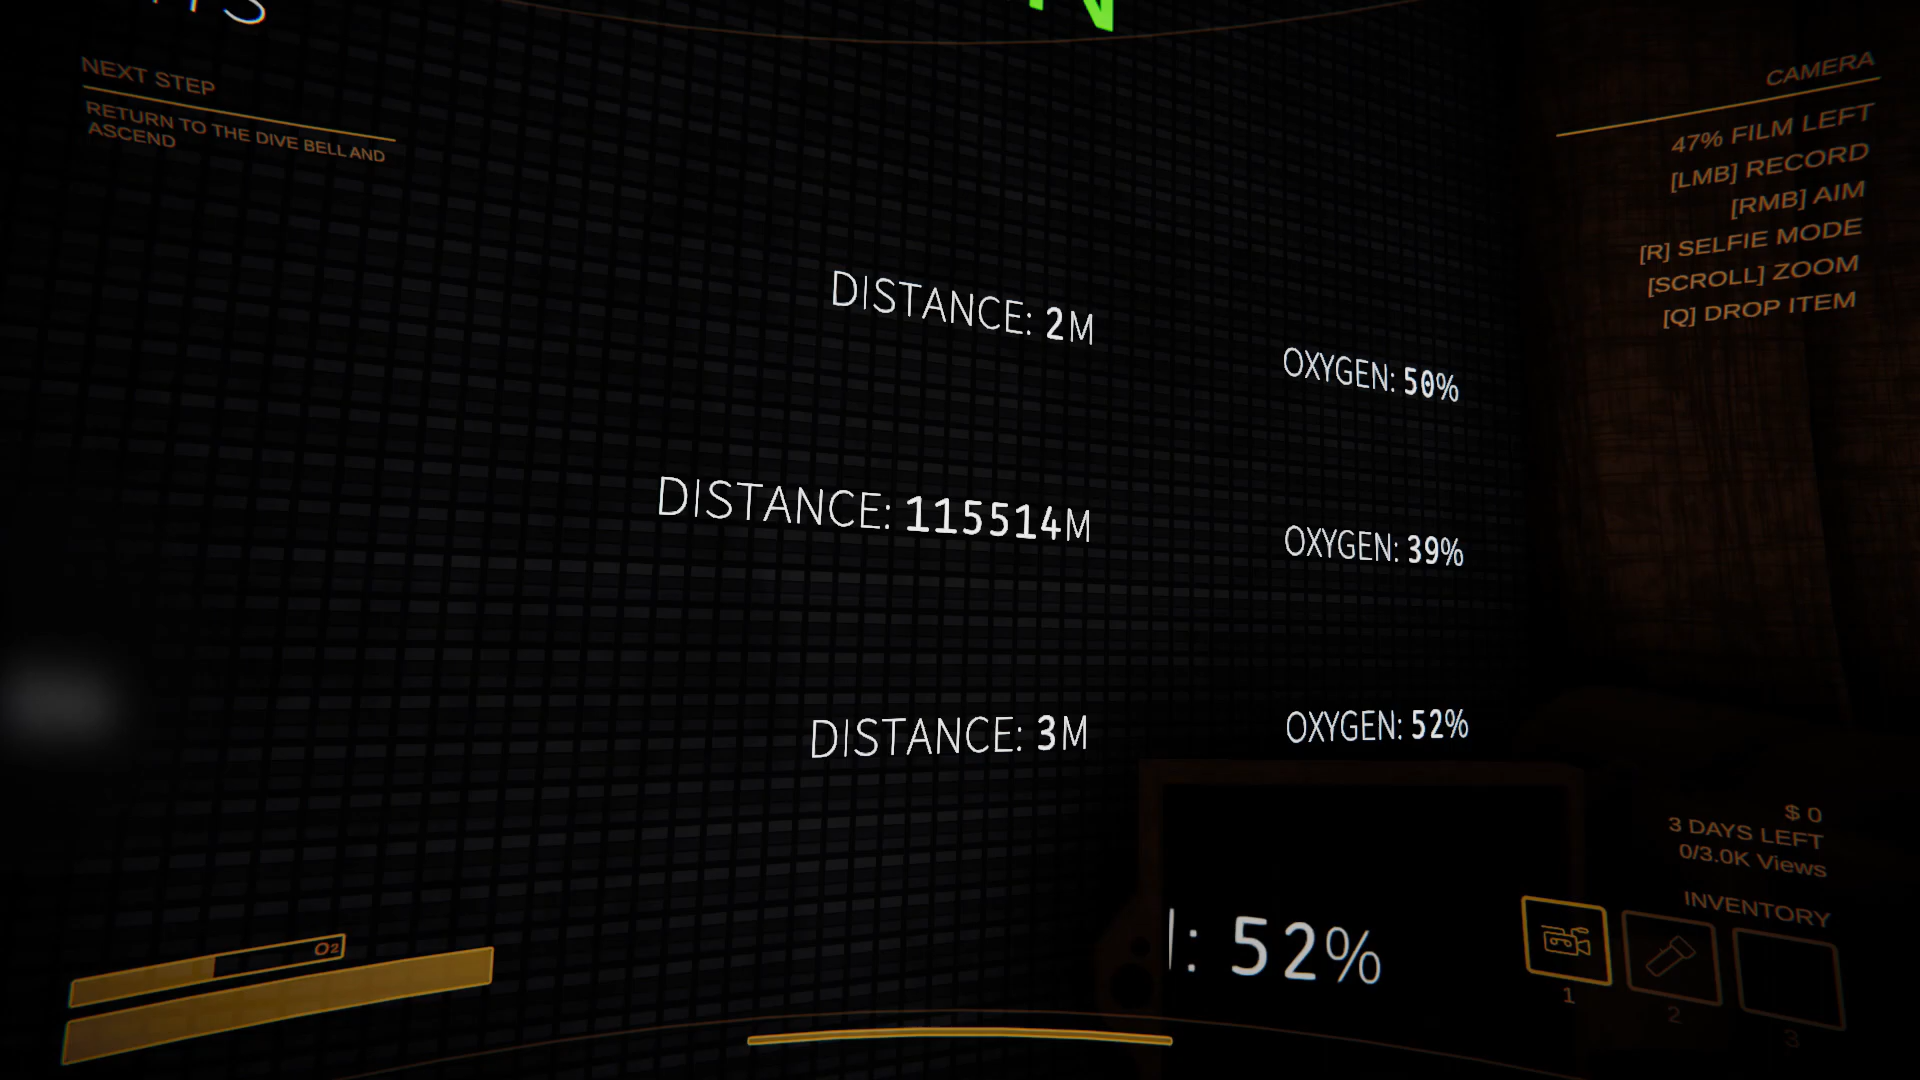 NEXT STEP
RETURN TO THE DIVE BELL AND
ASCEND
CAMERA
47% FILM LEFT
[LMB] RECORD
[RMB] AIM
[R] SELFIE MODE
[SCROLL] ZOOM
[Q] DROP ITEM
DISTANCE: 2M
OXYGEN: 50%
DISTANCE: 115514M
OXYGEN: 39%
DISTANCE: 3M
OXYGEN: 52%
: 52%
$ 0
3 DAYS LEFT
0/3.0K Views
INVENTORY
1
2
3
O2